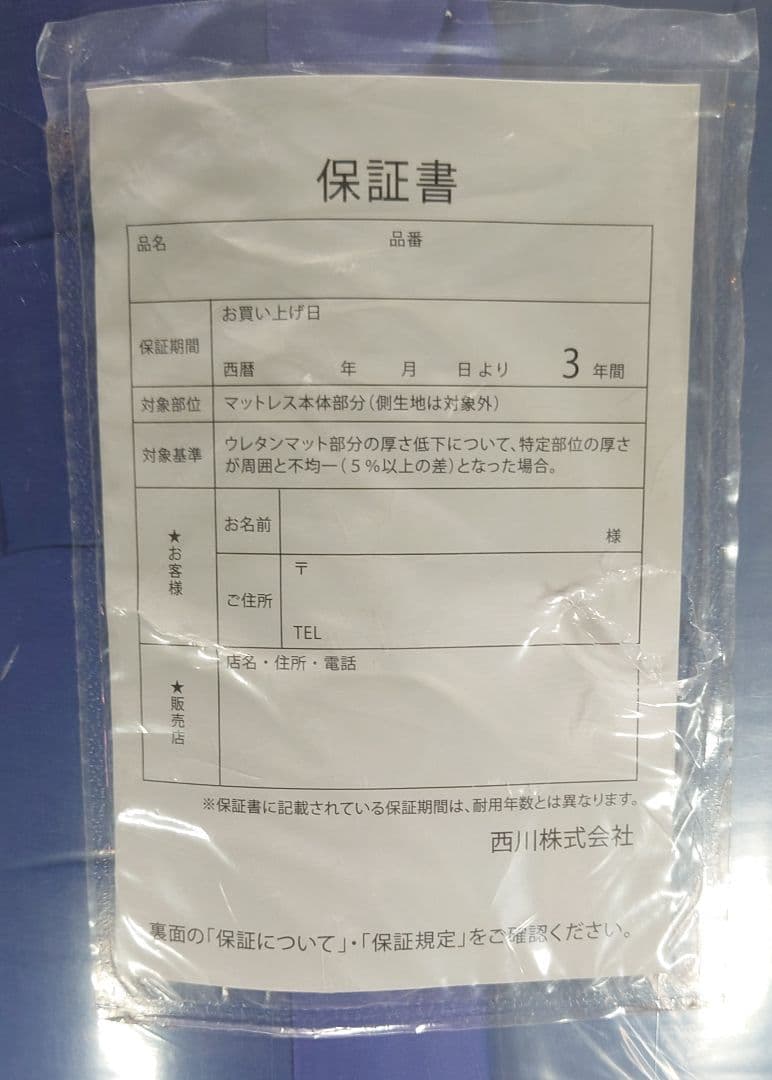 保証書
品名 品番
保証期間
お買い上げ日
西暦 年 月 日より 3年間
対象部位 マットレス本体部分(側生地は対象外)
対象基準
ウレタンマット部分の厚さ低下について、特定部位の厚さ
が周囲と不均一(5%以上の差)となった場合。
★お客様
お名前 様
ご住所
〒
TEL
★販売店
店名・住所・電話
※保証書に記載されている保証期間は、耐用年数とは異なります。
西川株式会社
裏面の「保証について」・「保証規定」をご確認ください。